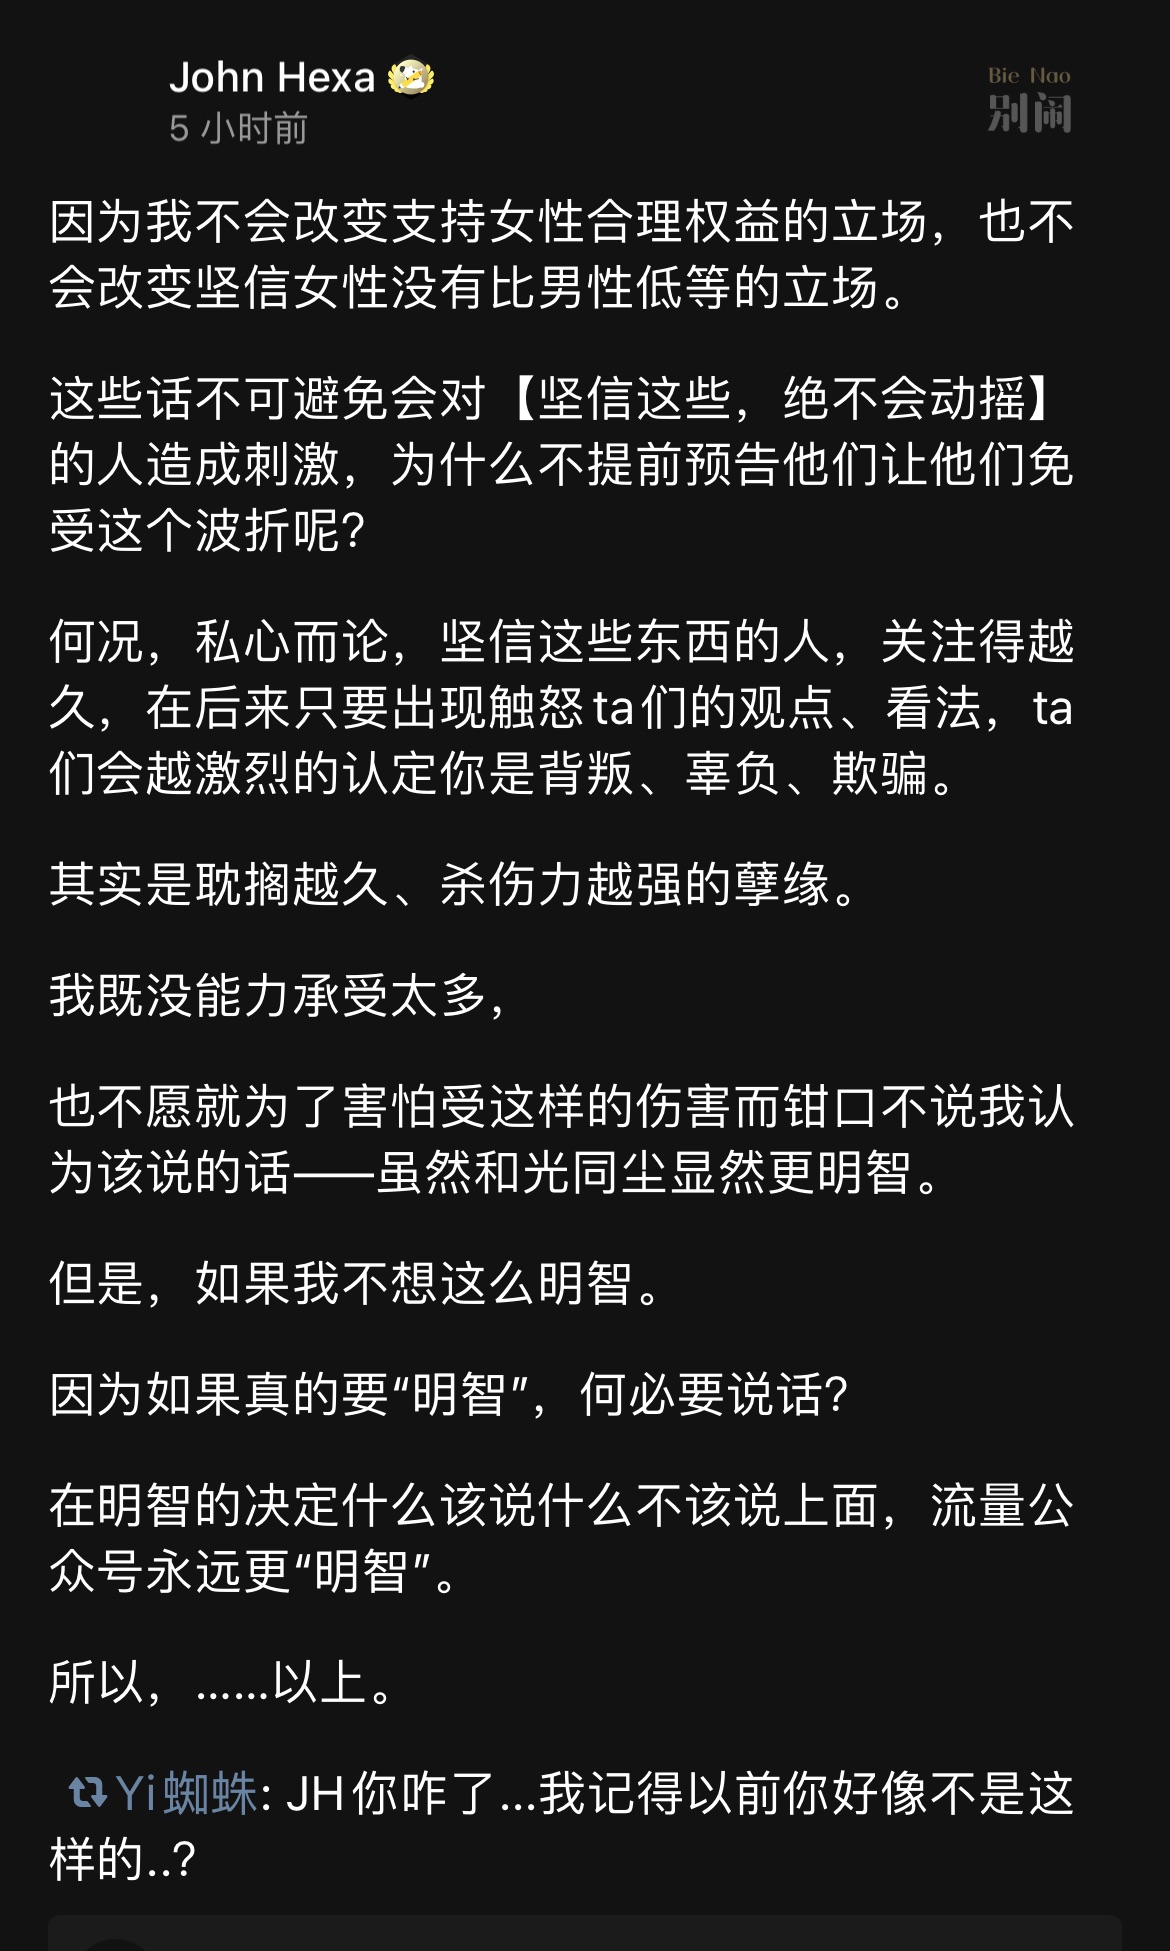 John Hexa
5 小时前
Bie Nao
别闹
因为我不会改变支持女性合理权益的立场，也不
会改变坚信女性没有比男性低等的立场。
这些话不可避免会对【坚信这些，绝不会动摇】
的人造成刺激，为什么不提前预告他们让他们免
受这个波折呢？
何况，私心而论，坚信这些东西的人，关注得越
久，在后来只要出现触怒ta们的观点、看法，ta
们会越激烈的认定你是背叛、辜负、欺骗。
其实是耽搁越久、杀伤力越强的孽缘。
我既没能力承受太多，
也不愿就为了害怕受这样的伤害而钳口不说我认
为该说的话——虽然和光同尘显然更明智。
但是，如果我不想这么明智。
因为如果真的要“明智”，何必要说话？
在明智的决定什么该说什么不该说上面，流量公
众号永远更“明智”。
所以，……以上。
Yi蜘蛛: JH你咋了...我记得以前你好像不是这
样的..?